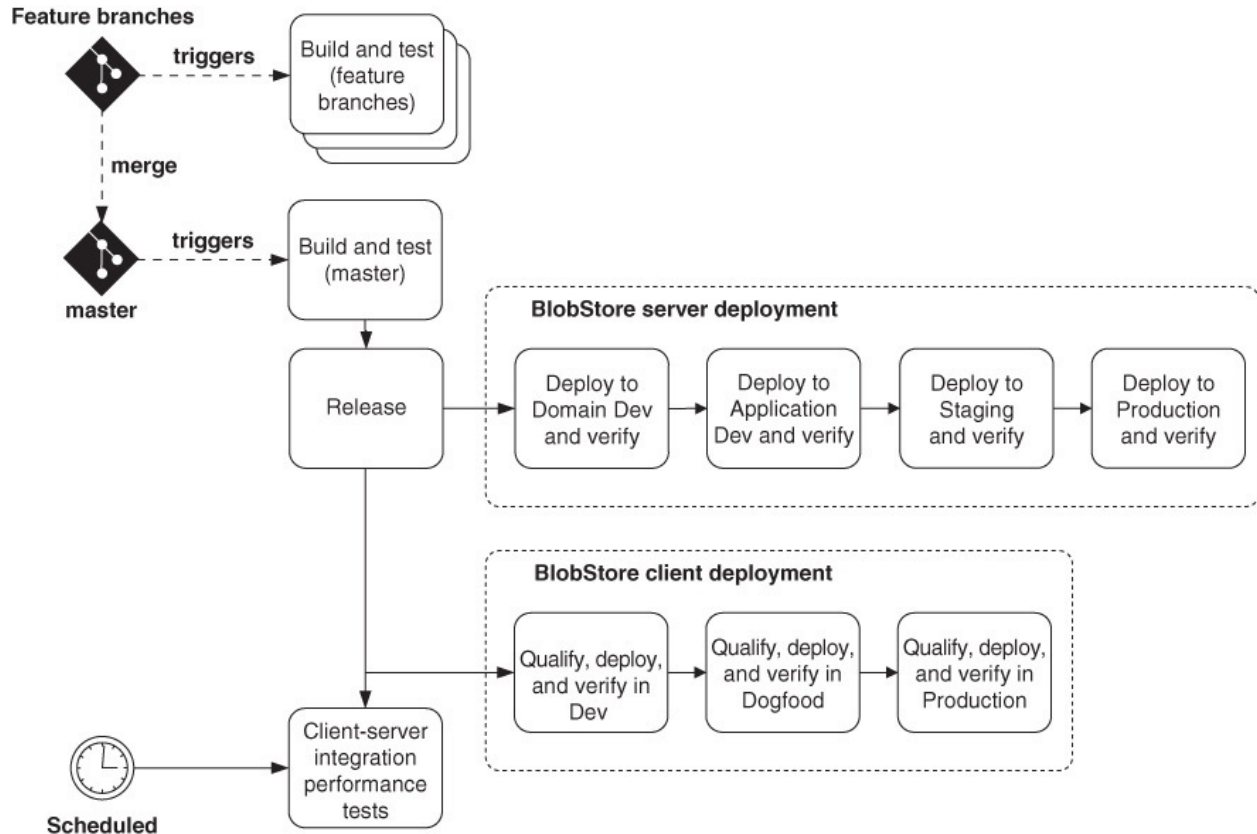 Feature branches
triggers
Build and test
(feature
branches)
merge
triggers
Build and test
(master)
master
BlobStore server deployment
Release
Deploy to
Domain Dev
and verify
Deploy to
Application
Dev and verify
Deploy to
Staging
and verify
Deploy to
Production
and verify
BlobStore client deployment
Qualify, deploy,
and verify in
Dev
Qualify, deploy,
and verify in
Dogfood
Qualify, deploy,
and verify in
Production
Client-server
integration
performance
tests
Scheduled